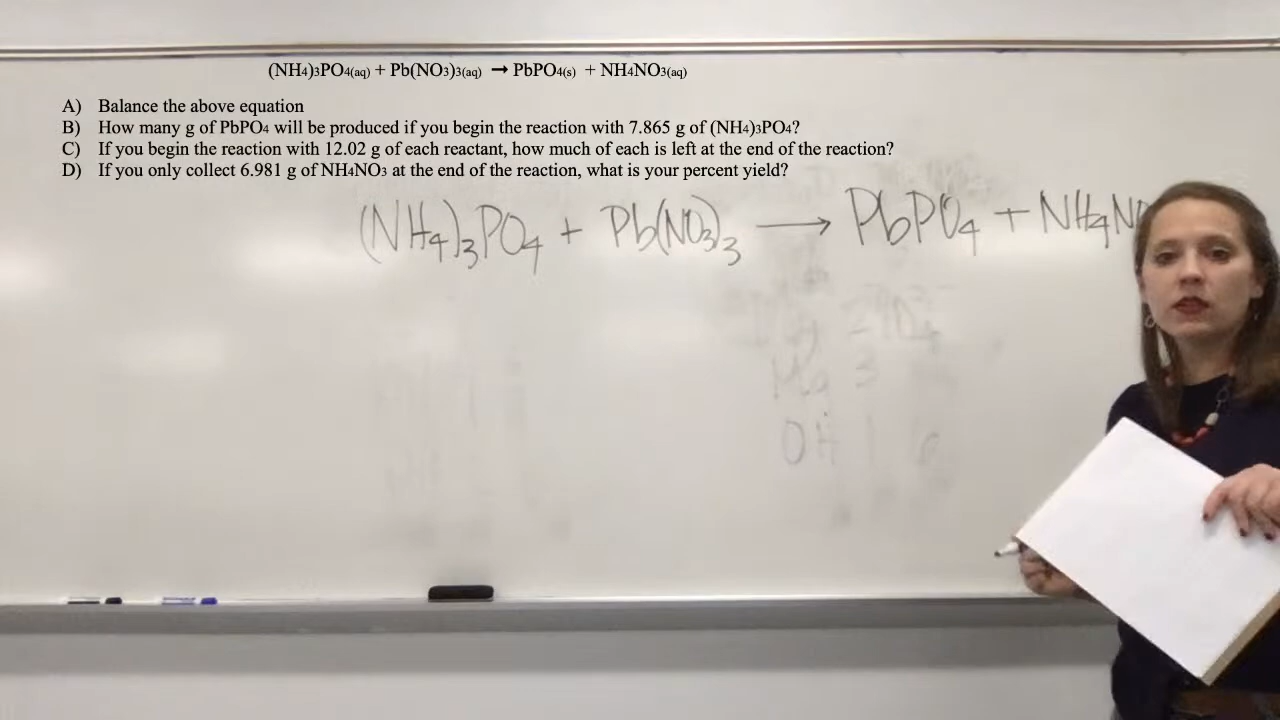 (NH4)3PO4(aq) + Pb(NO3)3(aq) → PbPO4(s) + NH4NO3(aq)
A) Balance the above equation
B) How many g of PbPO4 will be produced if you begin the reaction with 7.865 g of (NH4)3PO4?
C) If you begin the reaction with 12.02 g of each reactant, how much of each is left at the end of the reaction?
D) If you only collect 6.981 g of NH4NO3 at the end of the reaction, what is your percent yield?
(NH4)3PO4 + Pb(NO3)3 → PbPO4 + NH4N